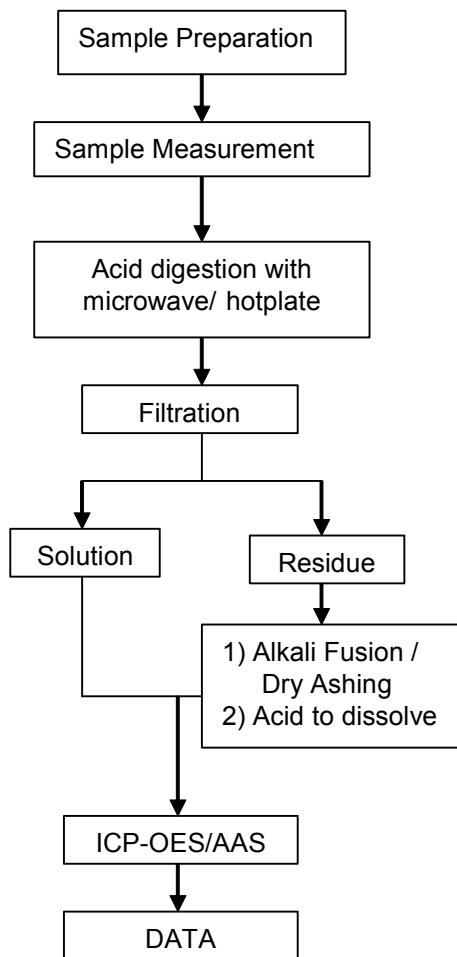 Sample Preparation
Sample Measurement
Acid digestion with
microwave/ hotplate
Filtration
Solution
Residue
1) Alkali Fusion /
Dry Ashing
2) Acid to dissolve
ICP-OES/AAS
DATA